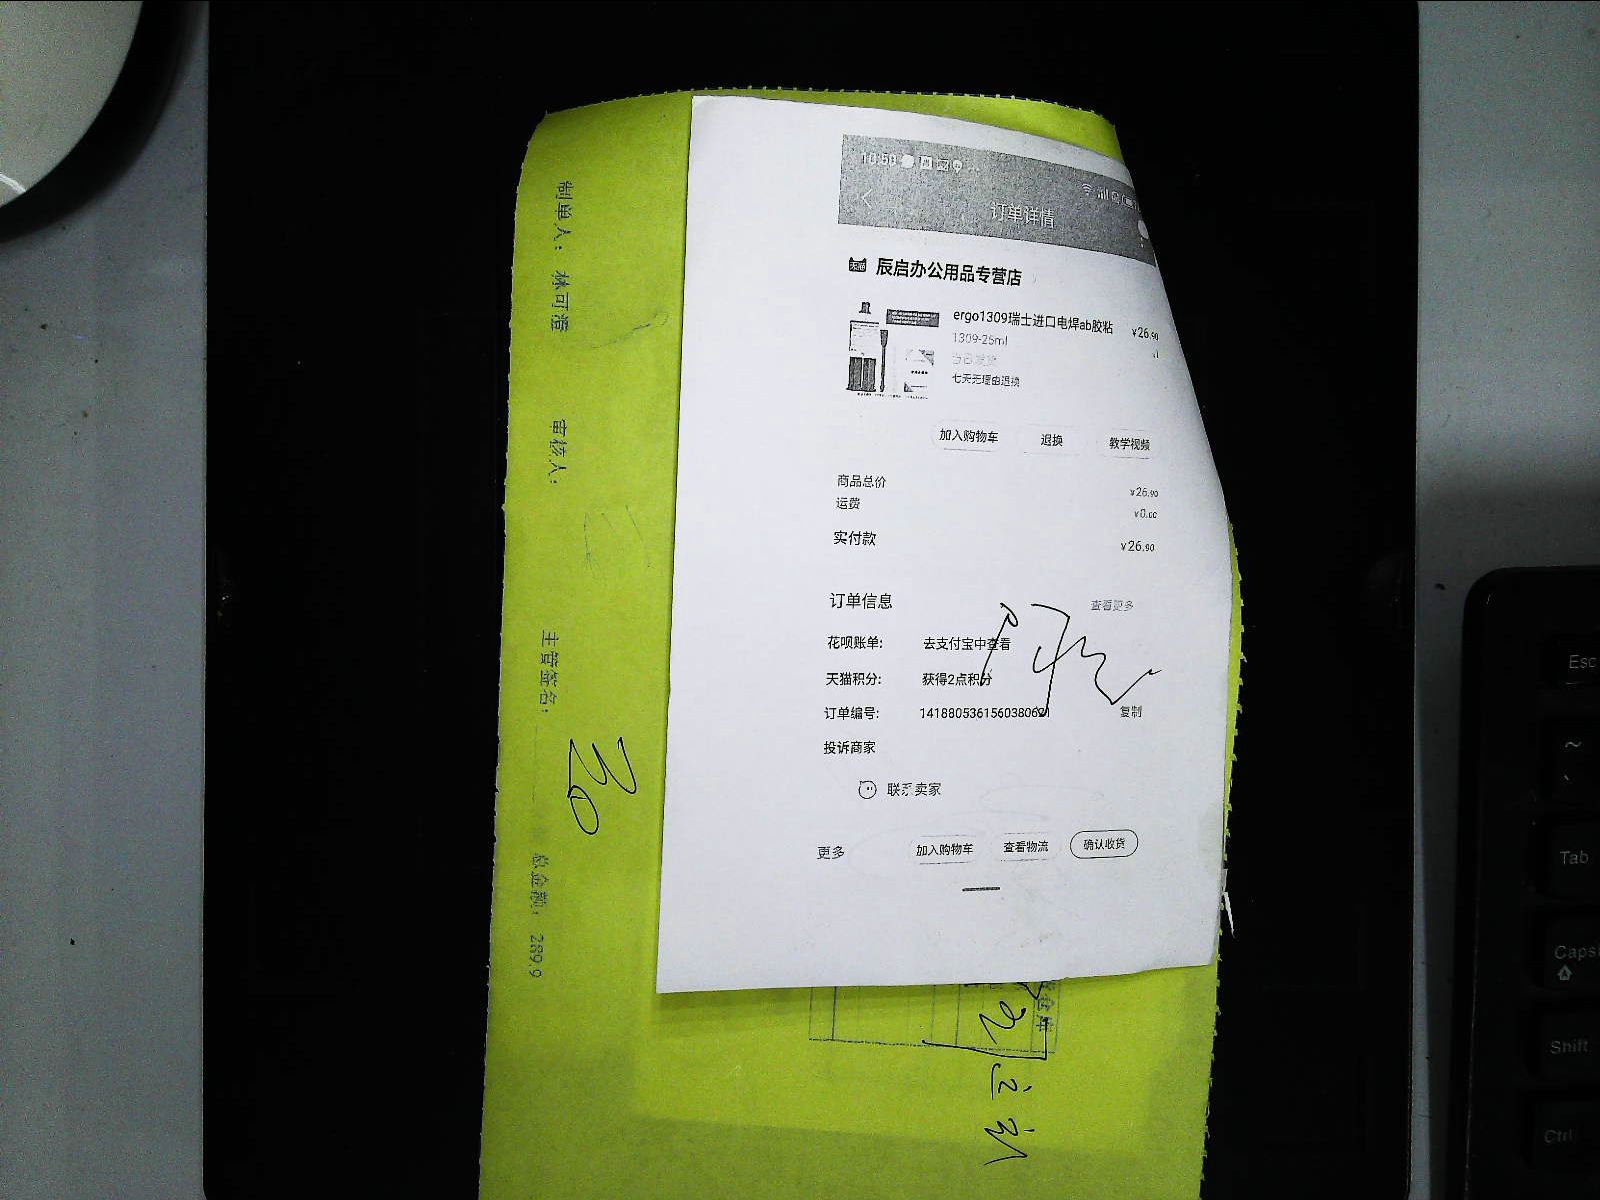 10:50
订单详情
辰启办公用品专营店
ergo1309瑞士进口电焊ab胶粘 ¥26.90
1309-25ml
七天无理由退换
加入购物车 退换 教学视频
商品总价 ¥26.90
运费 ¥0.00
实付款 ¥26.90
订单信息 查看更多
花呗账单: 去支付宝中查看
天猫积分: 获得2点积分
订单编号: 1418805361560380621 复制
投诉商家
联系卖家
更多 加入购物车 查看物流 确认收货
制单人: 林可澄
审核人:
主管签名:
总金额: 289.9
30
仓库
Esc
~
`
Tab
Caps
Shift
Ctrl